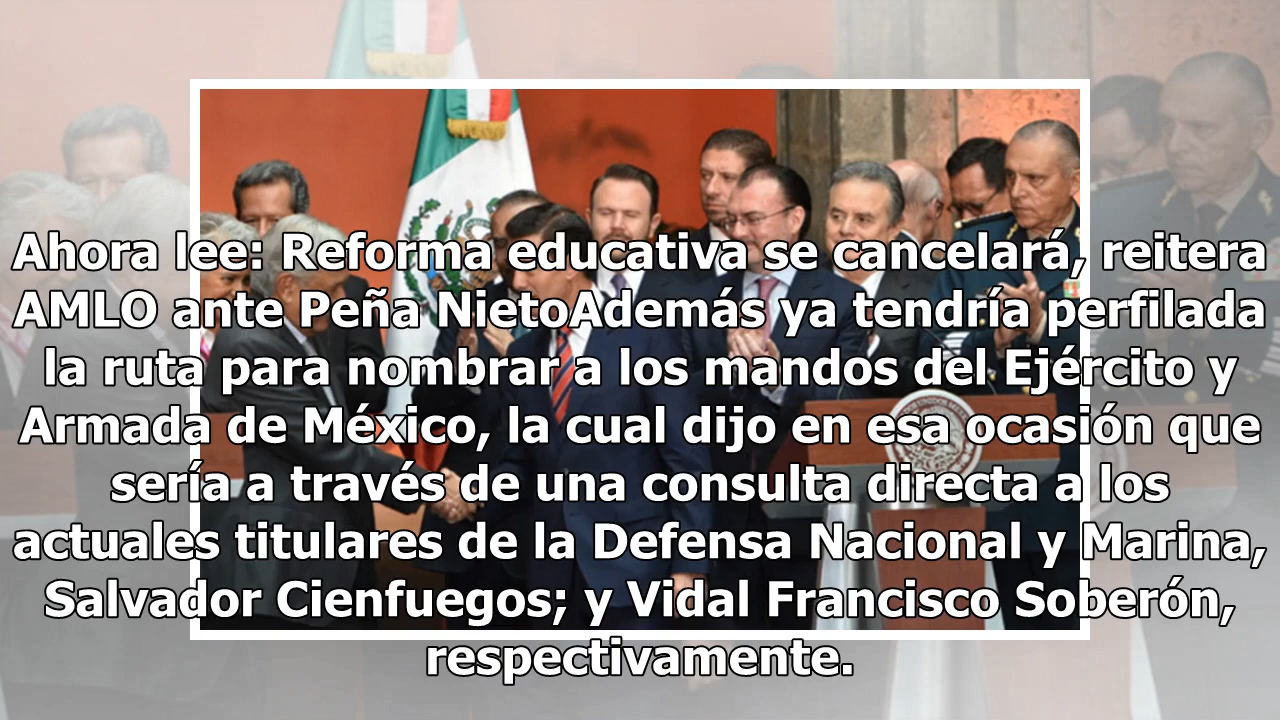 Ahora lee: Reforma educativa se cancelará, reitera
AMLO ante Peña NietoAdemás ya tendría perfilada
la ruta para nombrar a los mandos del Ejército y
Armada de México, la cual dijo en esa ocasión que
sería a través de una consulta directa a los
actuales titulares de la Defensa Nacional y Marina,
Salvador Cienfuegos; y Vidal Francisco Soberón,
respectivamente.